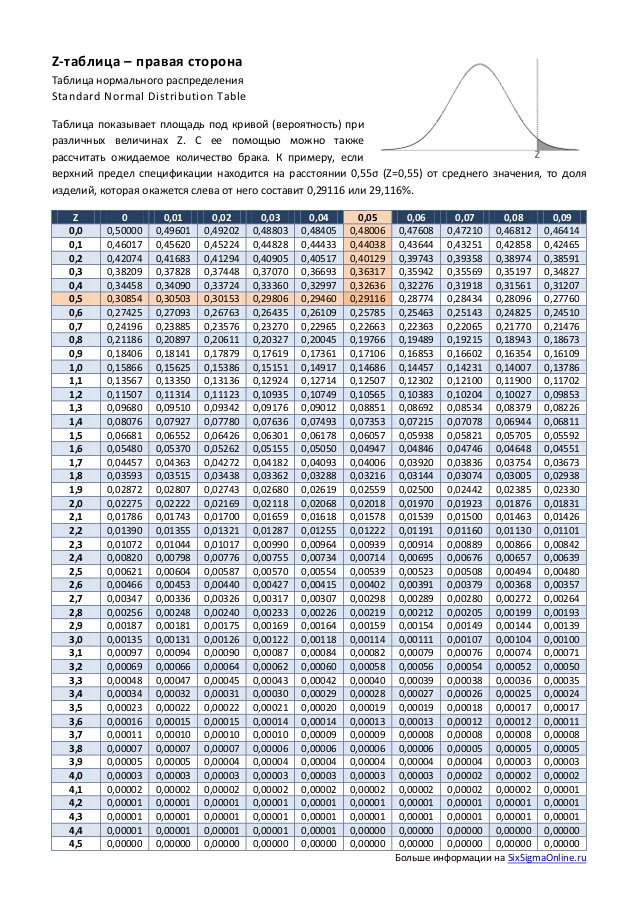 Z-таблица – правая сторона
Таблица нормального распределения
Standard Normal Distribution Table
Таблица показывает площадь под кривой (вероятность) при
различных величинах Z. С ее помощью можно также
рассчитать ожидаемое количество брака. К примеру, если
верхний предел спецификации находится на расстоянии 0,55σ (Z=0,55) от среднего значения, то доля
изделий, которая окажется слева от него составит 0,29116 или 29,116%.
Z
Z 0 0,01 0,02 0,03 0,04 0,05 0,06 0,07 0,08 0,09
0,0 0,50000 0,49601 0,49202 0,48803 0,48405 0,48006 0,47608 0,47210 0,46812 0,46414
0,1 0,46017 0,45620 0,45224 0,44828 0,44433 0,44038 0,43644 0,43251 0,42858 0,42465
0,2 0,42074 0,41683 0,41294 0,40905 0,40517 0,40129 0,39743 0,39358 0,38974 0,38591
0,3 0,38209 0,37828 0,37448 0,37070 0,36693 0,36317 0,35942 0,35569 0,35197 0,34827
0,4 0,34458 0,34090 0,33724 0,33360 0,32997 0,32636 0,32276 0,31918 0,31561 0,31207
0,5 0,30854 0,30503 0,30153 0,29806 0,29460 0,29116 0,28774 0,28434 0,28096 0,27760
0,6 0,27425 0,27093 0,26763 0,26435 0,26109 0,25785 0,25463 0,25143 0,24825 0,24510
0,7 0,24196 0,23885 0,23576 0,23270 0,22965 0,22663 0,22363 0,22065 0,21770 0,21476
0,8 0,21186 0,20897 0,20611 0,20327 0,20045 0,19766 0,19489 0,19215 0,18943 0,18673
0,9 0,18406 0,18141 0,17879 0,17619 0,17361 0,17106 0,16853 0,16602 0,16354 0,16109
1,0 0,15866 0,15625 0,15386 0,15151 0,14917 0,14686 0,14457 0,14231 0,14007 0,13786
1,1 0,13567 0,13350 0,13136 0,12924 0,12714 0,12507 0,12302 0,12100 0,11900 0,11702
1,2 0,11507 0,11314 0,11123 0,10935 0,10749 0,10565 0,10383 0,10204 0,10027 0,09853
1,3 0,09680 0,09510 0,09342 0,09176 0,09012 0,08851 0,08692 0,08534 0,08379 0,08226
1,4 0,08076 0,07927 0,07780 0,07636 0,07493 0,07353 0,07215 0,07078 0,06944 0,06811
1,5 0,06681 0,06552 0,06426 0,06301 0,06178 0,06057 0,05938 0,05821 0,05705 0,05592
1,6 0,05480 0,05370 0,05262 0,05155 0,05050 0,04947 0,04846 0,04746 0,04648 0,04551
1,7 0,04457 0,04363 0,04272 0,04182 0,04093 0,04006 0,03920 0,03836 0,03754 0,03673
1,8 0,03593 0,03515 0,03438 0,03362 0,03288 0,03216 0,03144 0,03074 0,03005 0,02938
1,9 0,02872 0,02807 0,02743 0,02680 0,02619 0,02559 0,02500 0,02442 0,02385 0,02330
2,0 0,02275 0,02222 0,02169 0,02118 0,02068 0,02018 0,01970 0,01923 0,01876 0,01831
2,1 0,01786 0,01743 0,01700 0,01659 0,01618 0,01578 0,01539 0,01500 0,01463 0,01426
2,2 0,01390 0,01355 0,01321 0,01287 0,01255 0,01222 0,01191 0,01160 0,01130 0,01101
2,3 0,01072 0,01044 0,01017 0,00990 0,00964 0,00939 0,00914 0,00889 0,00866 0,00842
2,4 0,00820 0,00798 0,00776 0,00755 0,00734 0,00714 0,00695 0,00676 0,00657 0,00639
2,5 0,00621 0,00604 0,00587 0,00570 0,00554 0,00539 0,00523 0,00508 0,00494 0,00480
2,6 0,00466 0,00453 0,00440 0,00427 0,00415 0,00402 0,00391 0,00379 0,00368 0,00357
2,7 0,00347 0,00336 0,00326 0,00317 0,00307 0,00298 0,00289 0,00280 0,00272 0,00264
2,8 0,00256 0,00248 0,00240 0,00233 0,00226 0,00219 0,00212 0,00205 0,00199 0,00193
2,9 0,00187 0,00181 0,00175 0,00169 0,00164 0,00159 0,00154 0,00149 0,00144 0,00139
3,0 0,00135 0,00131 0,00126 0,00122 0,00118 0,00114 0,00111 0,00107 0,00104 0,00100
3,1 0,00097 0,00094 0,00090 0,00087 0,00084 0,00082 0,00079 0,00076 0,00074 0,00071
3,2 0,00069 0,00066 0,00064 0,00062 0,00060 0,00058 0,00056 0,00054 0,00052 0,00050
3,3 0,00048 0,00047 0,00045 0,00043 0,00042 0,00040 0,00039 0,00038 0,00036 0,00035
3,4 0,00034 0,00032 0,00031 0,00030 0,00029 0,00028 0,00027 0,00026 0,00025 0,00024
3,5 0,00023 0,00022 0,00022 0,00021 0,00020 0,00019 0,00019 0,00018 0,00017 0,00017
3,6 0,00016 0,00015 0,00015 0,00014 0,00014 0,00013 0,00013 0,00012 0,00012 0,00011
3,7 0,00011 0,00010 0,00010 0,00010 0,00009 0,00009 0,00008 0,00008 0,00008 0,00008
3,8 0,00007 0,00007 0,00007 0,00006 0,00006 0,00006 0,00006 0,00005 0,00005 0,00005
3,9 0,00005 0,00005 0,00004 0,00004 0,00004 0,00004 0,00004 0,00004 0,00003 0,00003
4,0 0,00003 0,00003 0,00003 0,00003 0,00003 0,00003 0,00002 0,00002 0,00002 0,00002
4,1 0,00002 0,00002 0,00002 0,00002 0,00002 0,00002 0,00002 0,00002 0,00001 0,00001
4,2 0,00001 0,00001 0,00001 0,00001 0,00001 0,00001 0,00001 0,00001 0,00001 0,00001
4,3 0,00001 0,00001 0,00001 0,00001 0,00001 0,00001 0,00001 0,00001 0,00001 0,00001
4,4 0,00001 0,00001 0,00001 0,00001 0,00001 0,00000 0,00000 0,00000 0,00000 0,00000
4,5 0,00000 0,00000 0,00000 0,00000 0,00000 0,00000 0,00000 0,00000 0,00000 0,00000
Больше информации на SixSigmaOnline.ru